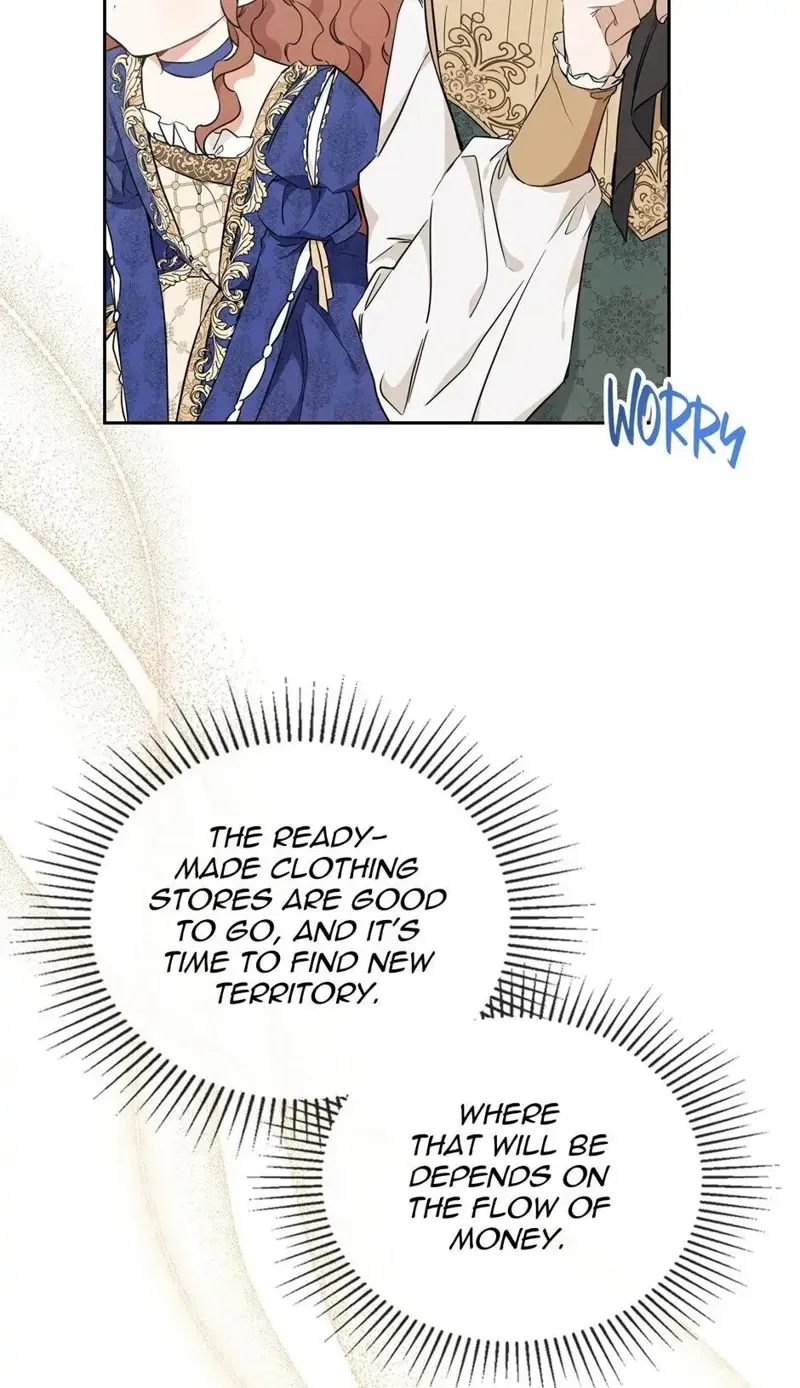 WORRY
THE READY-
MADE CLOTHING
STORES ARE GOOD
TO GO, AND IT'S
TIME TO FIND NEW
TERRITORY.
WHERE
THAT WILL BE
DEPENDS ON
THE FLOW OF
MONEY.